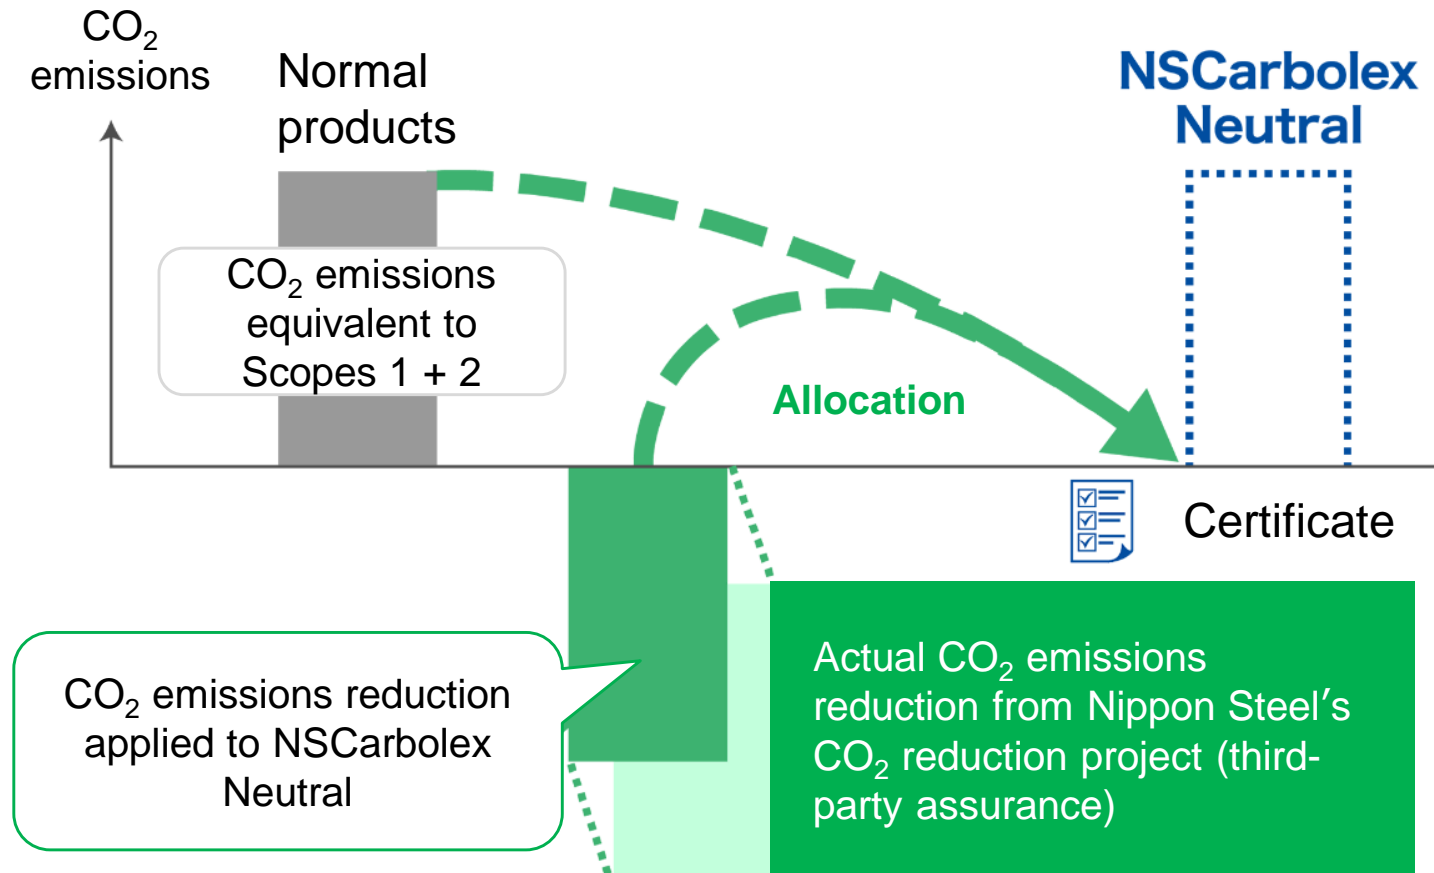 CO₂
emissions
Normal
products
NSCarbolex
Neutral
CO₂ emissions
equivalent to
Scopes 1 + 2
Allocation
Certificate
CO₂ emissions reduction
applied to NSCarbolex
Neutral
Actual CO₂ emissions
reduction from Nippon Steel′s
CO₂ reduction project (third-
party assurance)